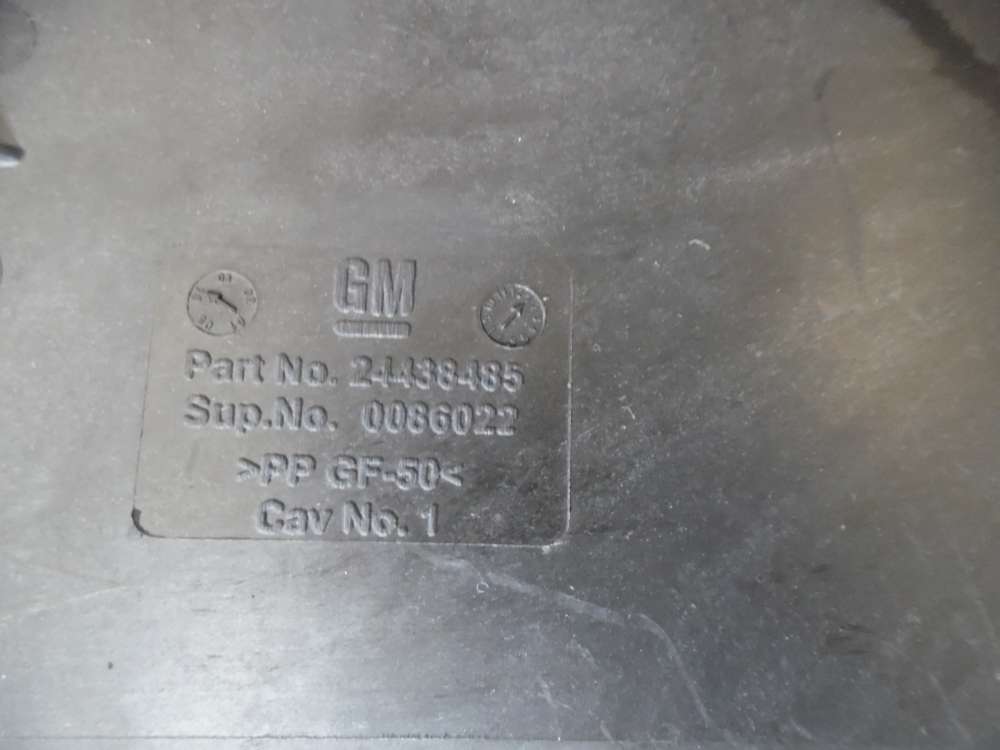 GM
Part No. 24438485
Sup.No. 0086022
>PP GF-50<
Cav No. 1